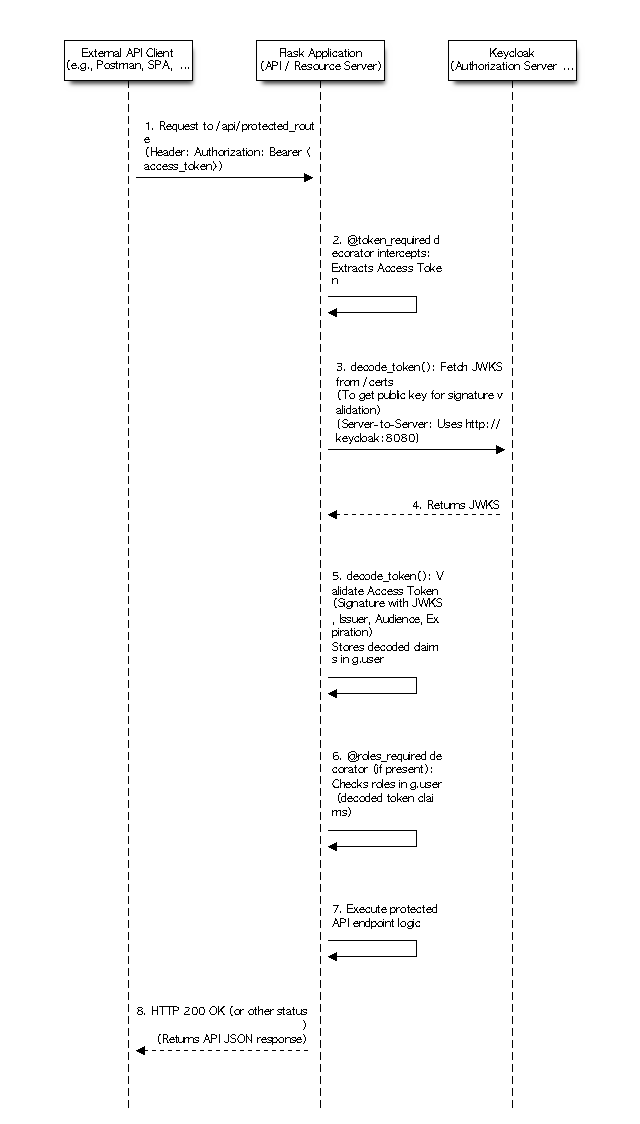 External API Client
(e.g., Postman, SPA, ...
Flask Application
(API / Resource Server)
Keycloak
(Authorization Server ...
1. Request to /api/protected_rout
e
(Header: Authorization: Bearer <
access_token>)
2. @token_required d
ecorator intercepts:
Extracts Access Toke
n
3. decode_token(): Fetch JWKS
from /certs
(To get public key for signature v
alidation)
(Server-to-Server: Uses http://
keycloak:8080)
4. Returns JWKS
5. decode_token(): V
alidate Access Token
(Signature with JWKS
, Issuer, Audience, Ex
piration)
Stores decoded claim
s in g.user
6. @roles_required de
corator (if present):
Checks roles in g.user
(decoded token clai
ms)
7. Execute protected
API endpoint logic
8. HTTP 200 OK (or other status
)
(Returns API JSON response)